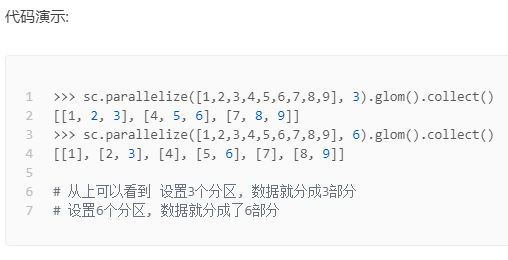 代码演示:
1 >>> sc.parallelize([1,2,3,4,5,6,7,8,9], 3).glom().collect()
2 [[1, 2, 3], [4, 5, 6], [7, 8, 9]]
3 >>> sc.parallelize([1,2,3,4,5,6,7,8,9], 6).glom().collect()
4 [[1], [2, 3], [4], [5, 6], [7], [8, 9]]
5
6 # 从上可以看到 设置3个分区, 数据就分成3部分
7 # 设置6个分区, 数据就分成了6部分